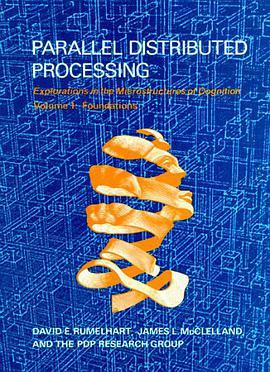 PARALLEL DISTRIBUTED
PROCESSING
Explorations in the Microstructures of Cognition
Volume 1: Foundations
DAVID E. RUMELHART, JAMES L. McCLELLAND,
AND THE PDP RESEARCH GROUP